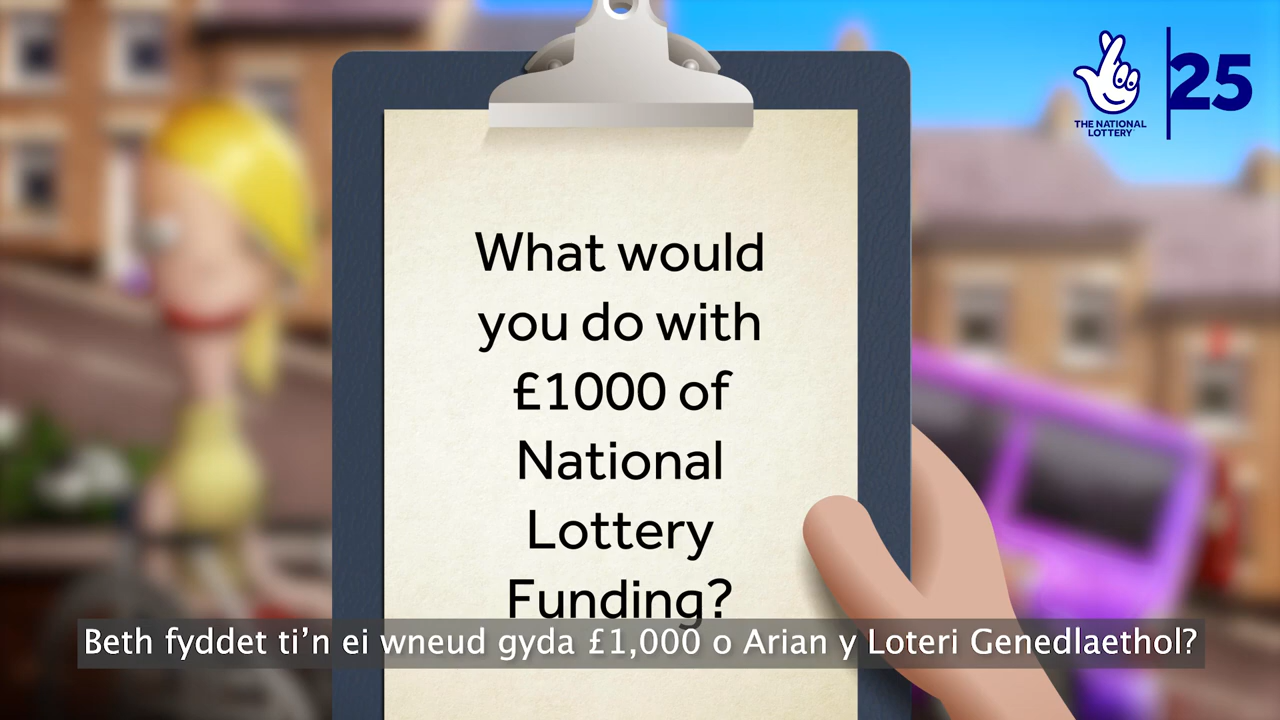 THE NATIONAL
LOTTERY
25
What would
you do with
£1000 of
National
Lottery
Funding?
Beth fyddet ti’n ei wneud gyda £1,000 o Arian y Loteri Genedlaethol?